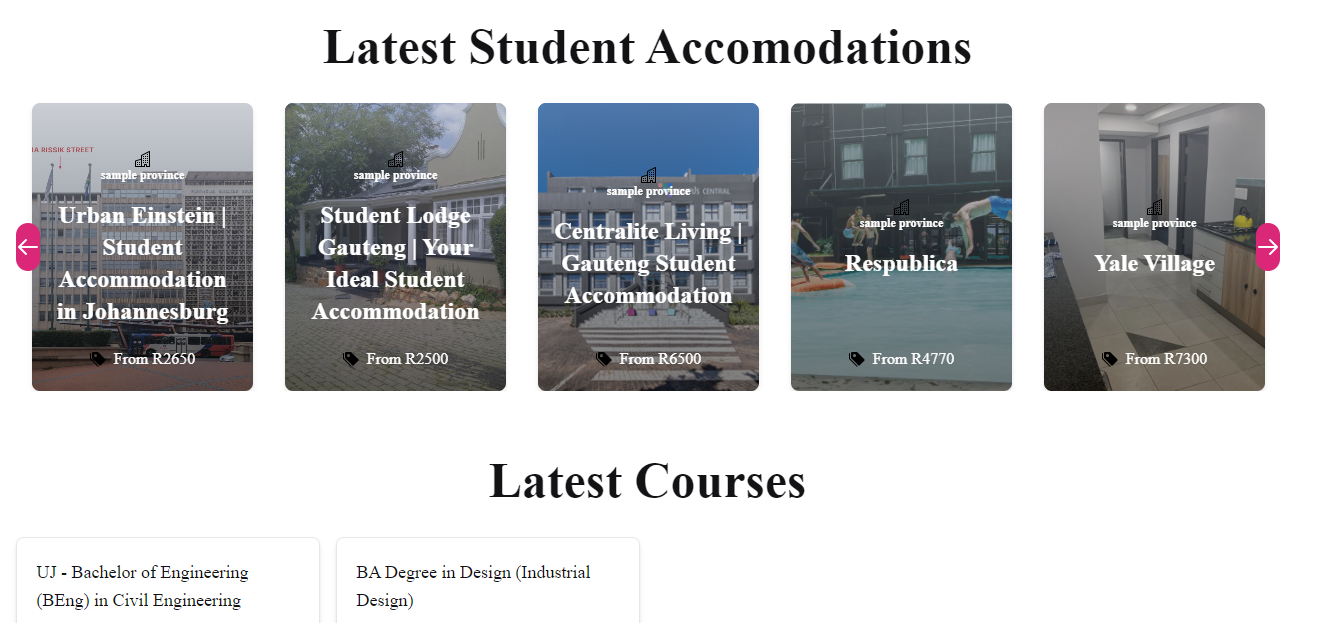 Latest Student Accomodations
IA RISSIK STREET
sample province
Urban Einstein |
Student
Accommodation
in Johannesburg
From R2650
sample province
Student Lodge
Gauteng | Your
Ideal Student
Accommodation
From R2500
CENTRAL
sample province
Centralite Living |
Gauteng Student
Accommodation
From R6500
sample province
Respublica
From R4770
sample province
Yale Village
From R7300
Latest Courses
UJ - Bachelor of Engineering
(BEng) in Civil Engineering
BA Degree in Design (Industrial
Design)